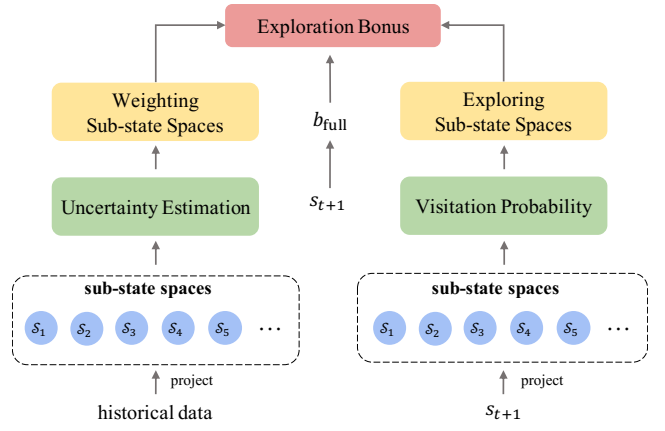 Exploration Bonus
Weighting
Sub-state Spaces
b_full
Exploring
Sub-state Spaces
Uncertainty Estimation
s_{t+1}
Visitation Probability
sub-state spaces
S_1 S_2 S_3 S_4 S_5 ...
project
historical data
sub-state spaces
S_1 S_2 S_3 S_4 S_5 ...
project
s_{t+1}